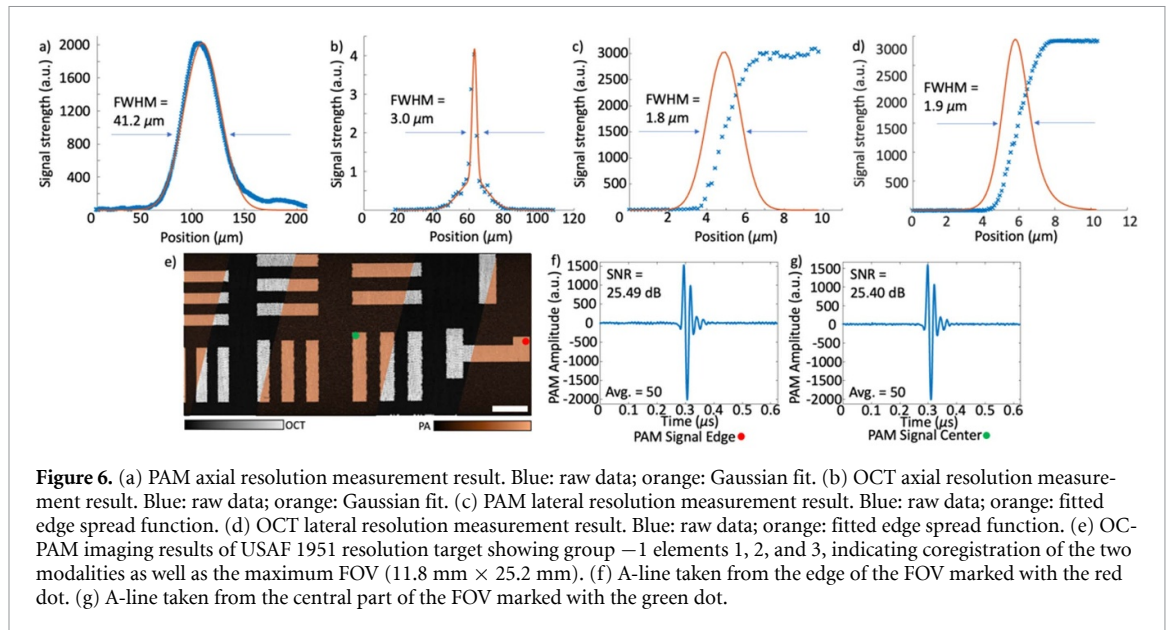 a)
2000
1600
1200
800
400
Signal strength (a.u.)
FWHM =
41.2 μm
0 50 100 150 200
Position (μm)
b)
4
3
2
1
Signal strength (a.u.)
FWHM =
3.0 μm
0 20 40 60 80 100 120
Position (μm)
c)
3000
2500
2000
1500
1000
500
0
Signal strength (a.u.)
FWHM =
1.8 μm
0 2 4 6 8 10
Position (μm)
d)
3000
2500
2000
1500
1000
500
Signal strength (a.u.)
FWHM =
1.9 μm
0 2 4 6 8 10 12
Position (μm)
e)
OCT
PA
f)
1500
1000
500
0
-500
-1000
-1500
-2000
PAM Amplitude (a.u.)
SNR =
25.49 dB
Avg. = 50
0 0.1 0.2 0.3 0.4 0.5 0.6
Time (μs)
PAM Signal Edge
g)
1500
1000
500
0
-500
-1000
-1500
-2000
PAM Amplitude (a.u.)
SNR =
25.40 dB
Avg. = 50
0 0.1 0.2 0.3 0.4 0.5 0.6
Time (μs)
PAM Signal Center
Figure 6. (a) PAM axial resolution measurement result. Blue: raw data; orange: Gaussian fit. (b) OCT axial resolution measure-
ment result. Blue: raw data; orange: Gaussian fit. (c) PAM lateral resolution measurement result. Blue: raw data; orange: fitted
edge spread function. (d) OCT lateral resolution measurement result. Blue: raw data; orange: fitted edge spread function. (e) OC-
PAM imaging results of USAF 1951 resolution target showing group −1 elements 1, 2, and 3, indicating coregistration of the two
modalities as well as the maximum FOV (11.8 mm × 25.2 mm). (f) A-line taken from the edge of the FOV marked with the red
dot. (g) A-line taken from the central part of the FOV marked with the green dot.